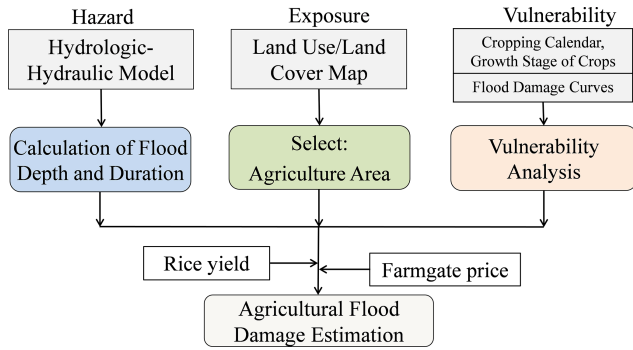 Hazard
Exposure
Vulnerability
Hydrologic-
Hydraulic Model
Land Use/Land
Cover Map
Cropping Calendar,
Growth Stage of Crops
Flood Damage Curves
Calculation of Flood
Depth and Duration
Select:
Agriculture Area
Vulnerability
Analysis
Rice yield
Farmgate price
Agricultural Flood
Damage Estimation